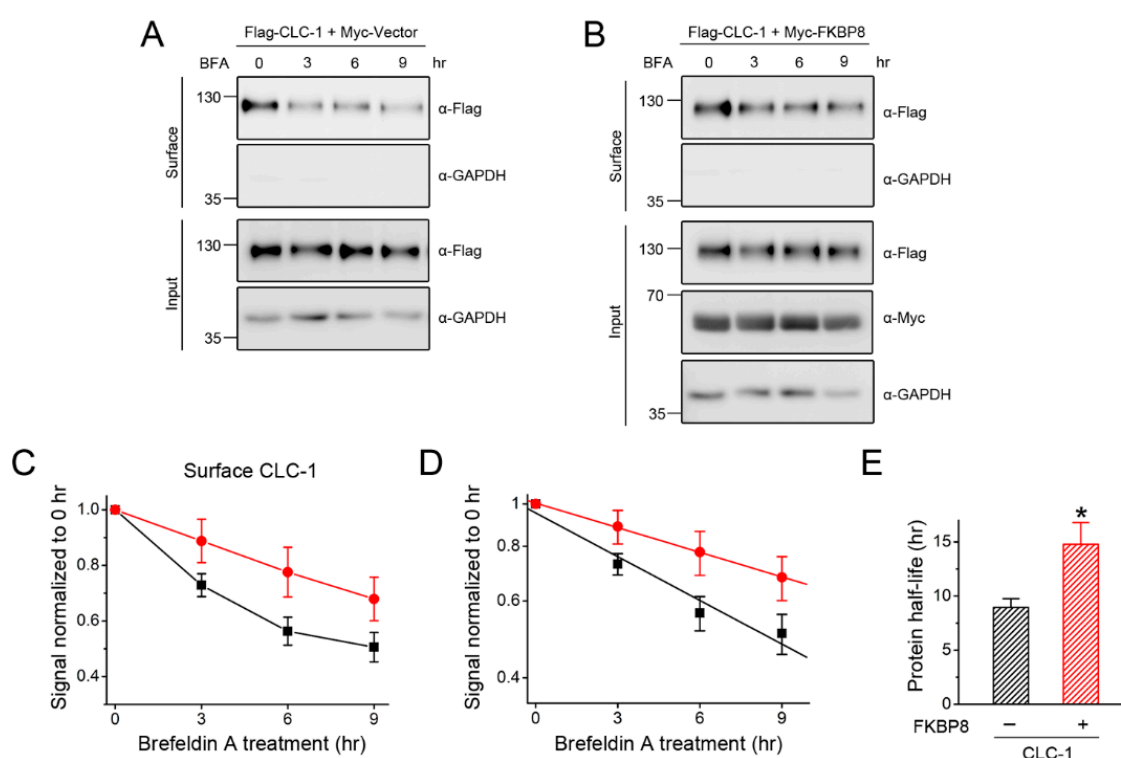 A
Flag-CLC-1 + Myc-Vector
BFA 0 3 6 9 hr
Surface
130
α-Flag
α-GAPDH
35
Input
130
α-Flag
α-GAPDH
35
B
Flag-CLC-1 + Myc-FKBP8
BFA 0 3 6 9 hr
Surface
130
α-Flag
α-GAPDH
35
Input
130
α-Flag
70
α-Myc
α-GAPDH
35
C
Surface CLC-1
Signal normalized to 0 hr
1.0
0.8
0.6
0.4
0 3 6 9
Brefeldin A treatment (hr)
D
Signal normalized to 0 hr
1
0.8
0.6
0.4
0 3 6 9
Brefeldin A treatment (hr)
E
Protein half-life (hr)
15
10
5
0
*
FKBP8 − +
CLC-1